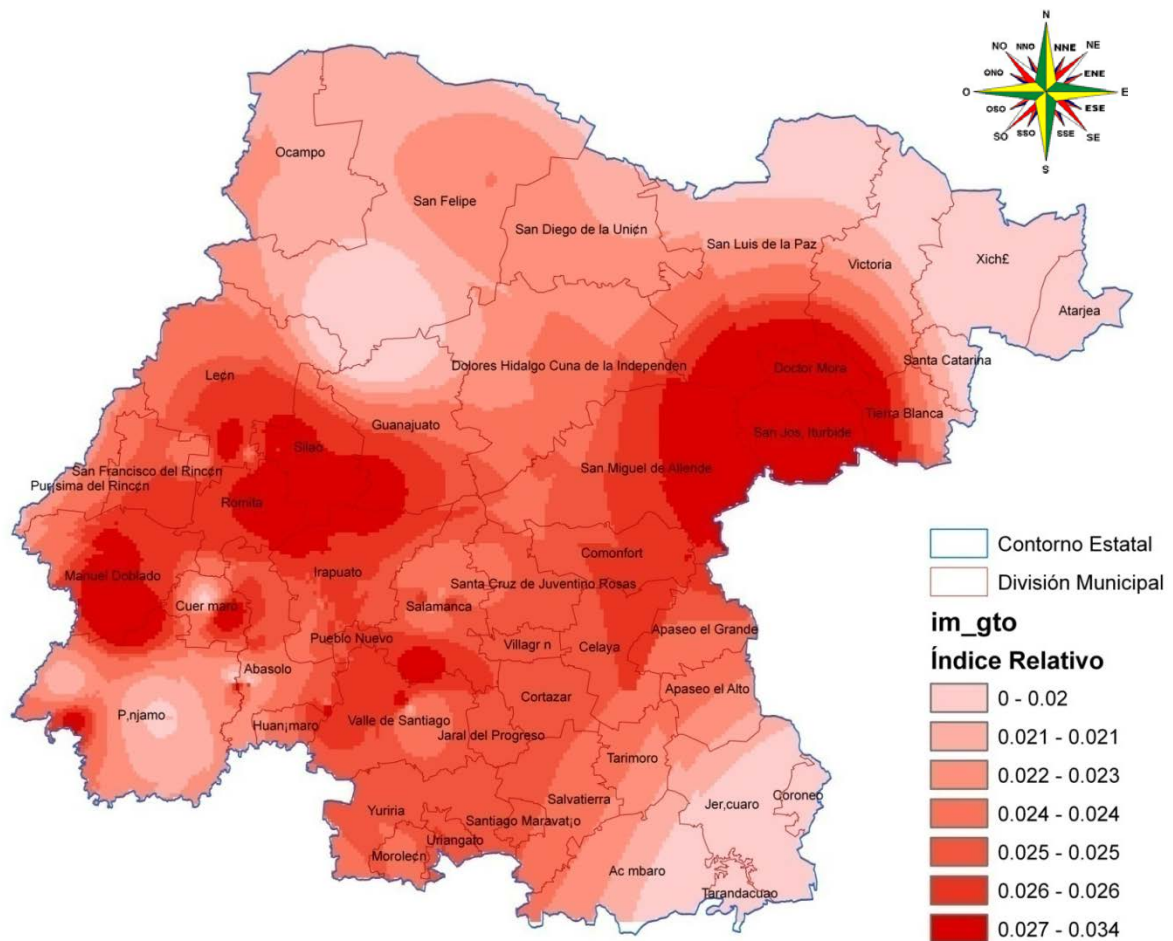 N
NO
NNO
NNE
NE
ONO
ENE
O
E
OSO
ESE
SO
SSO
SSE
SE
S
Ocampo
San Felipe
San Diego de la Uni¢n
San Luis de la Paz
Victoria
Xich£
Atarjea
Santa Catarina
Le¢n
Dolores Hidalgo Cuna de la Independen
Doctor Mora
Tierra Blanca
Guanajuato
Silao
San Jos, Iturbide
San Francisco del Rinc¢n
San Miguel de Allende
Pur¡sima del Rinc¢n
Romita
Comonfort
Manuel Doblado
Irapuato
Santa Cruz de Juventino Rosas
Cuer maro
Salamanca
Pueblo Nuevo
Villagr n
Celaya
Apaseo el Grande
Abasolo
Cortazar
Apaseo el Alto
P,njamo
Huan¡maro
Valle de Santiago
Jaral del Progreso
Tarimoro
Yuriria
Salvatierra
Jer,cuaro
Coroneo
Santiago Maravat¡o
Uriangato
Morole¢n
Ac mbaro
Tarandacuao
Contorno Estatal
División Municipal
im_gto
Índice Relativo
0 - 0.02
0.021 - 0.021
0.022 - 0.023
0.024 - 0.024
0.025 - 0.025
0.026 - 0.026
0.027 - 0.034